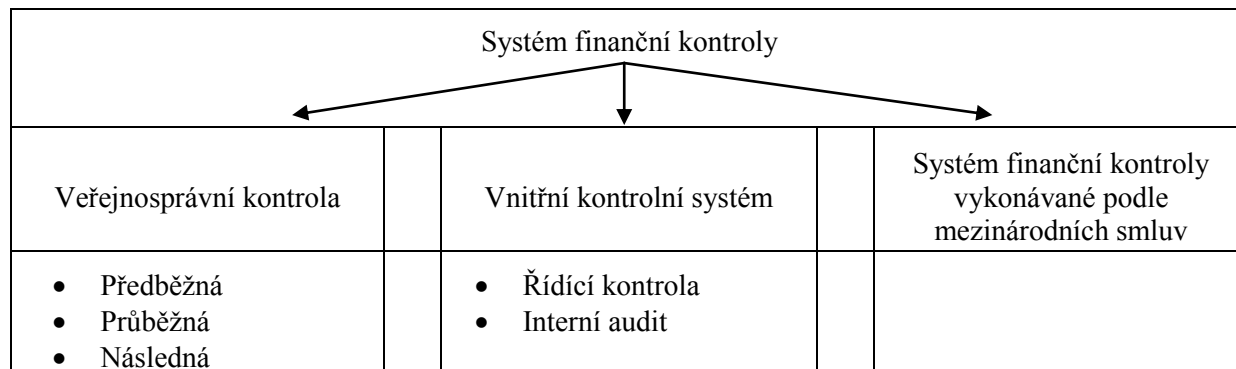 Systém finanční kontroly
Veřejnosprávní kontrola
Vnitřní kontrolní systém
Systém finanční kontroly
vykonávané podle
mezinárodních smluv
• Předběžná
• Průběžná
• Následná
• Řídící kontrola
• Interní audit